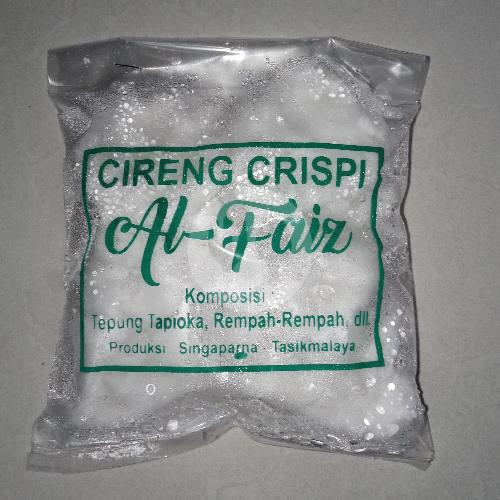 CIRENG CRISPI
Al-Faiz
Komposisi :
Tepung Tapioka, Rempah-Rempah, dll.
Produksi Singaparna - Tasikmalaya